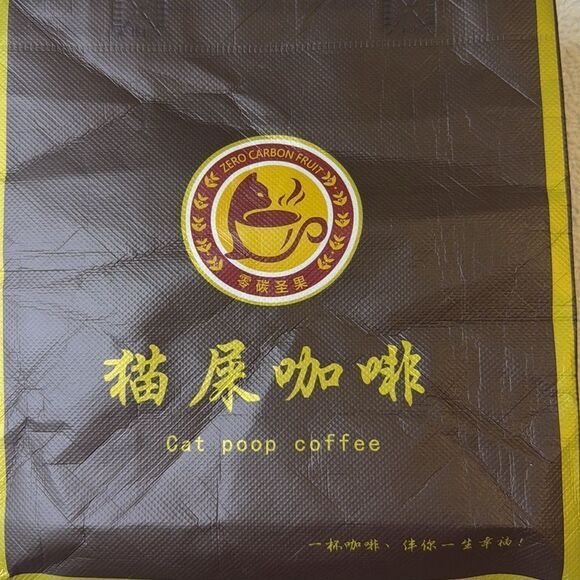 ZERO CARBON FRUIT
零碳圣果
猫屎咖啡
Cat poop coffee
一杯咖啡、伴你一生幸福!